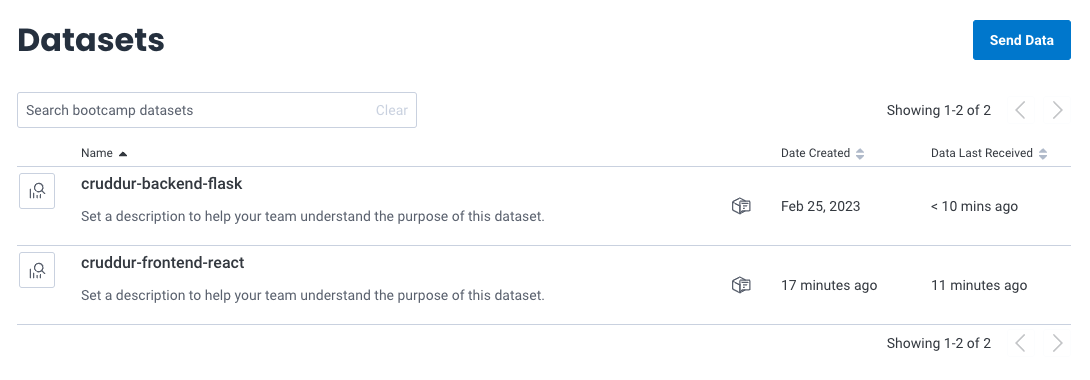 Datasets
Send Data
Search bootcamp datasets Clear
Showing 1-2 of 2
Name Date Created Data Last Received
cruddur-backend-flask
Set a description to help your team understand the purpose of this dataset.
Feb 25, 2023 < 10 mins ago
cruddur-frontend-react
Set a description to help your team understand the purpose of this dataset.
17 minutes ago 11 minutes ago
Showing 1-2 of 2